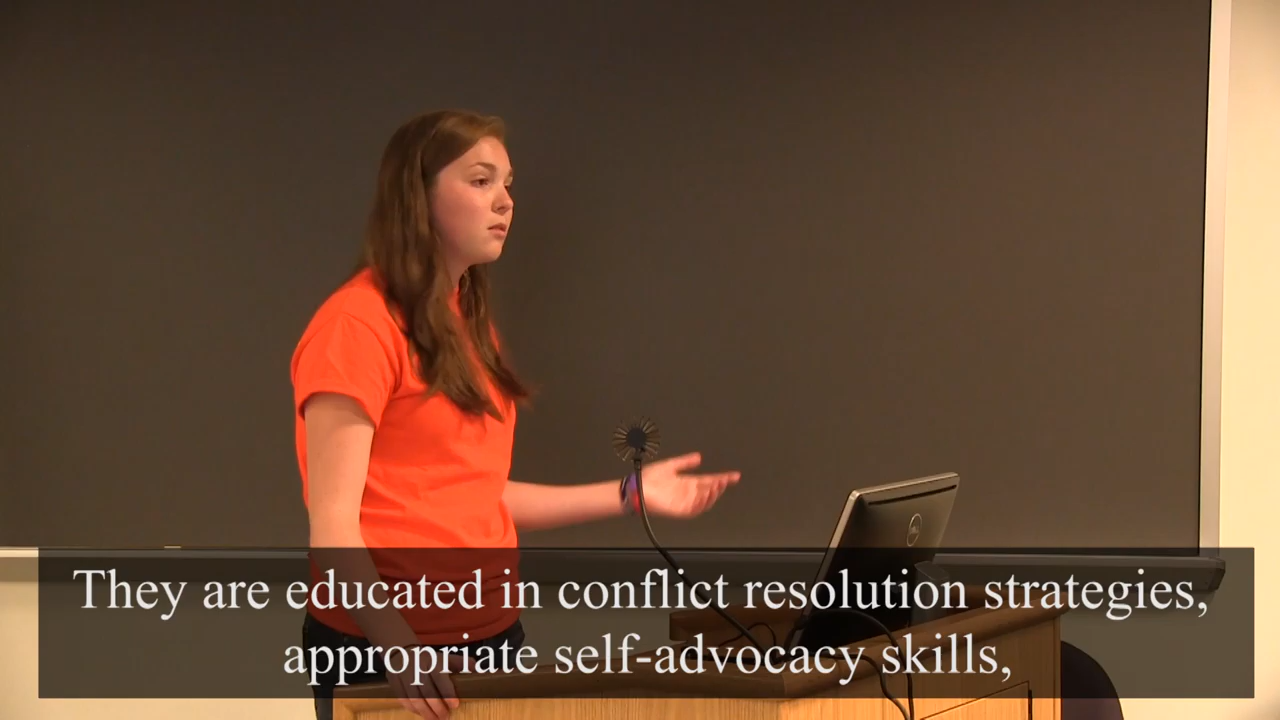 They are educated in conflict resolution strategies,
appropriate self-advocacy skills,